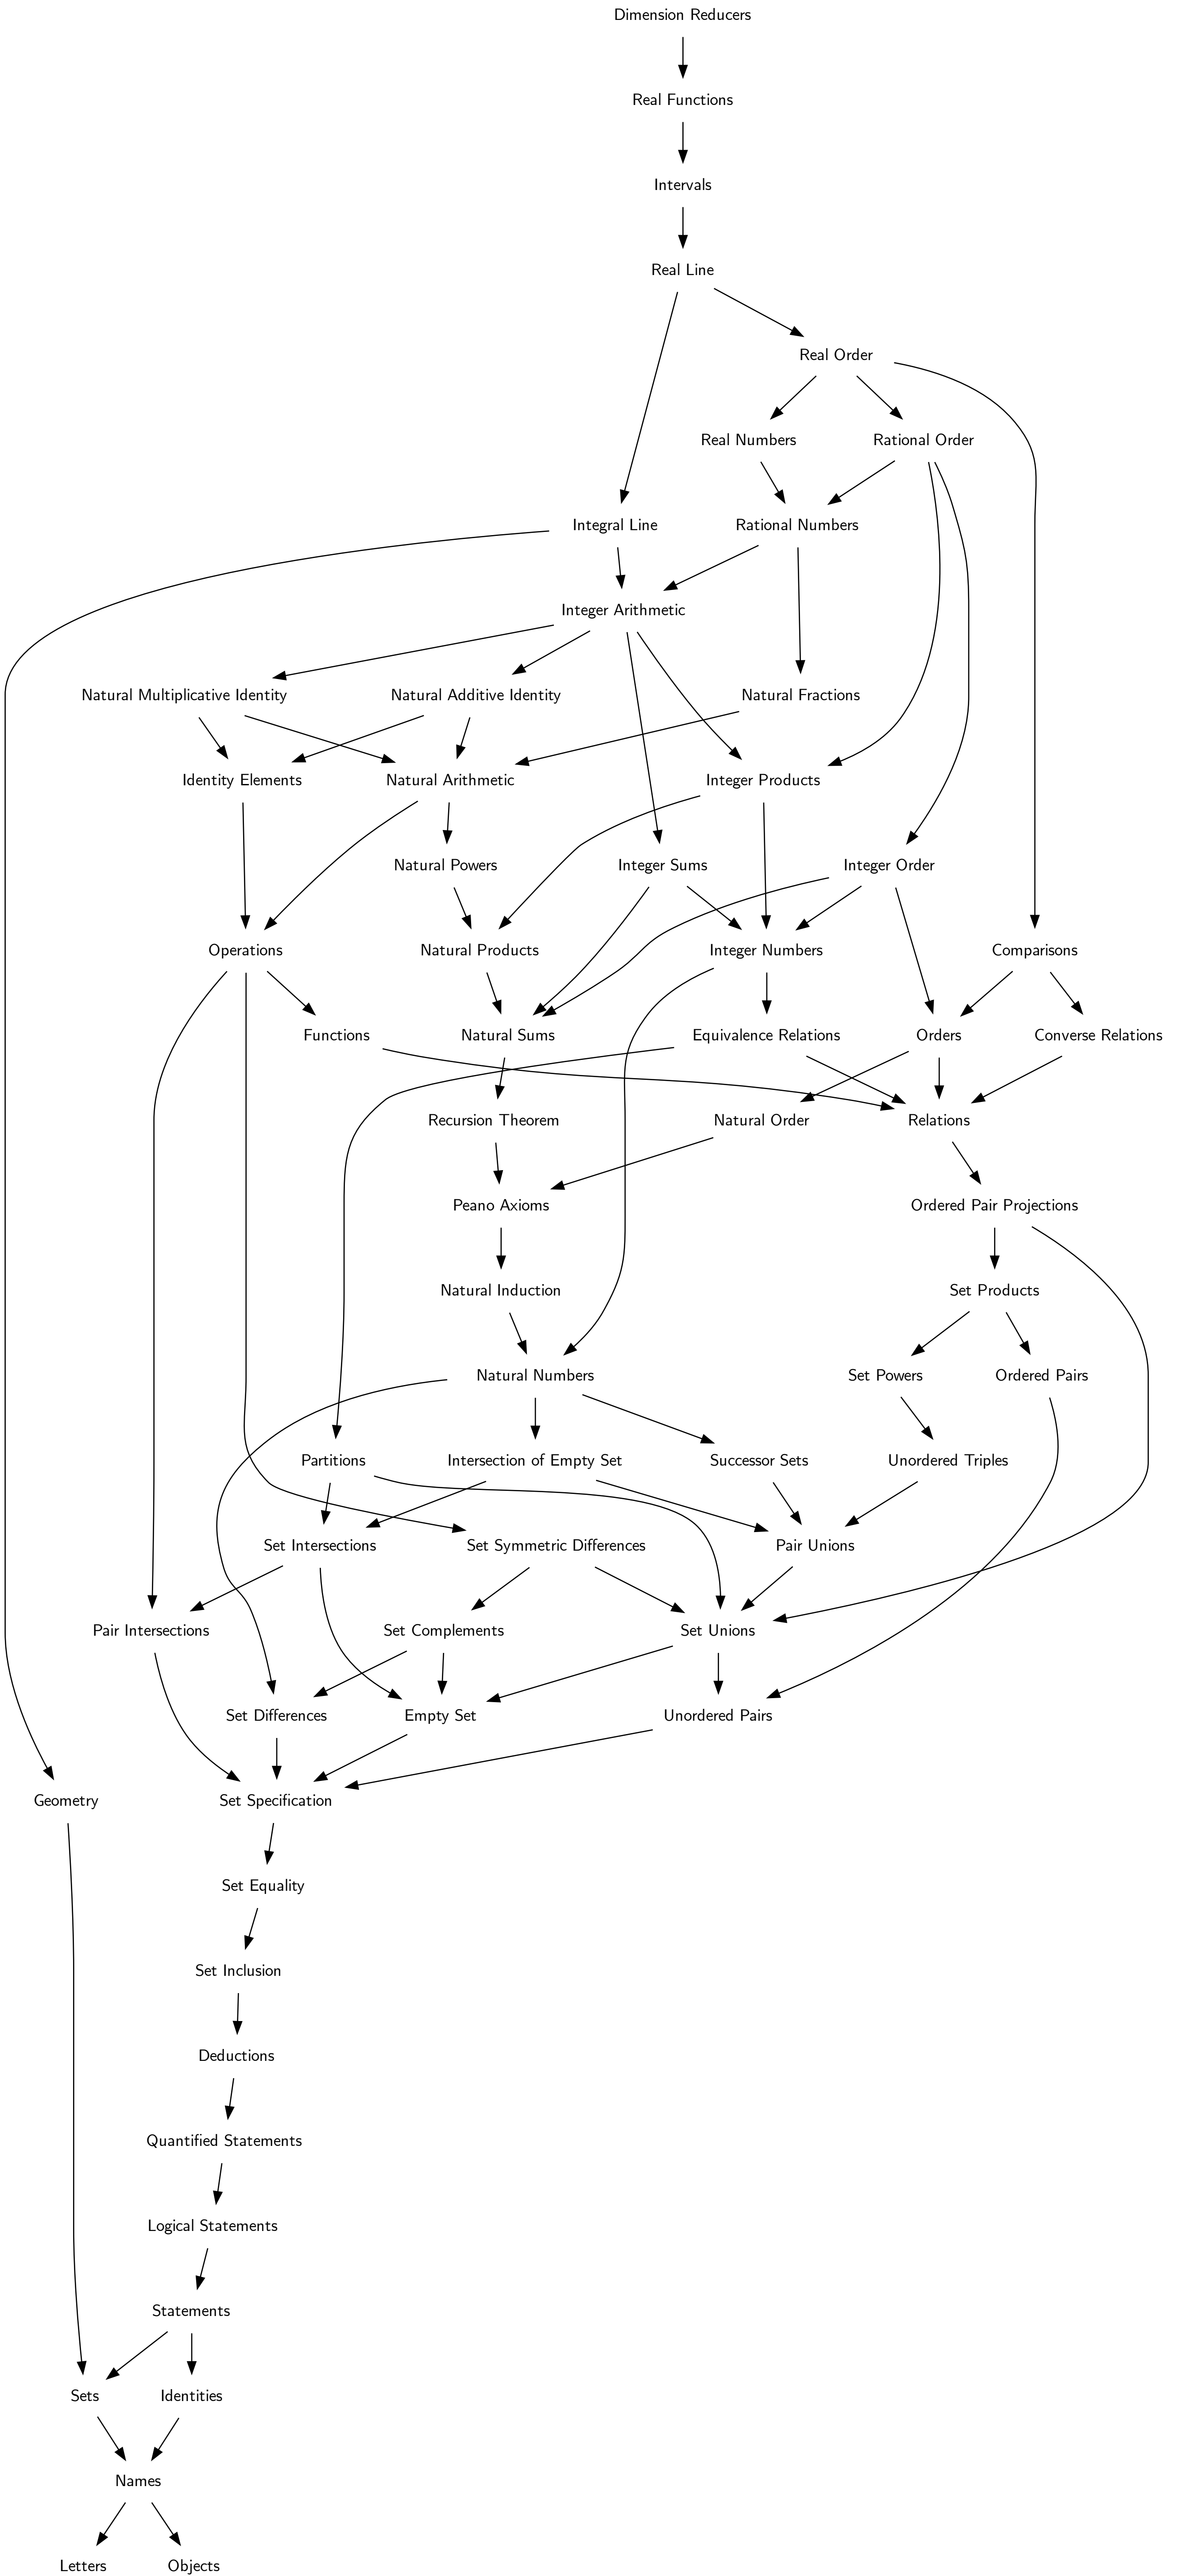 Dimension Reducers
Real Functions
Intervals
Real Line
Real Order
Real Numbers
Rational Order
Integral Line
Rational Numbers
Integer Arithmetic
Natural Multiplicative Identity
Natural Additive Identity
Natural Fractions
Identity Elements
Natural Arithmetic
Integer Products
Natural Powers
Integer Sums
Integer Order
Operations
Natural Products
Integer Numbers
Comparisons
Functions
Natural Sums
Equivalence Relations
Orders
Converse Relations
Recursion Theorem
Natural Order
Relations
Peano Axioms
Ordered Pair Projections
Natural Induction
Set Products
Natural Numbers
Set Powers
Ordered Pairs
Partitions
Intersection of Empty Set
Successor Sets
Unordered Triples
Set Intersections
Set Symmetric Differences
Pair Unions
Pair Intersections
Set Complements
Set Unions
Set Differences
Empty Set
Unordered Pairs
Geometry
Set Specification
Set Equality
Set Inclusion
Deductions
Quantified Statements
Logical Statements
Statements
Sets
Identities
Names
Letters
Objects